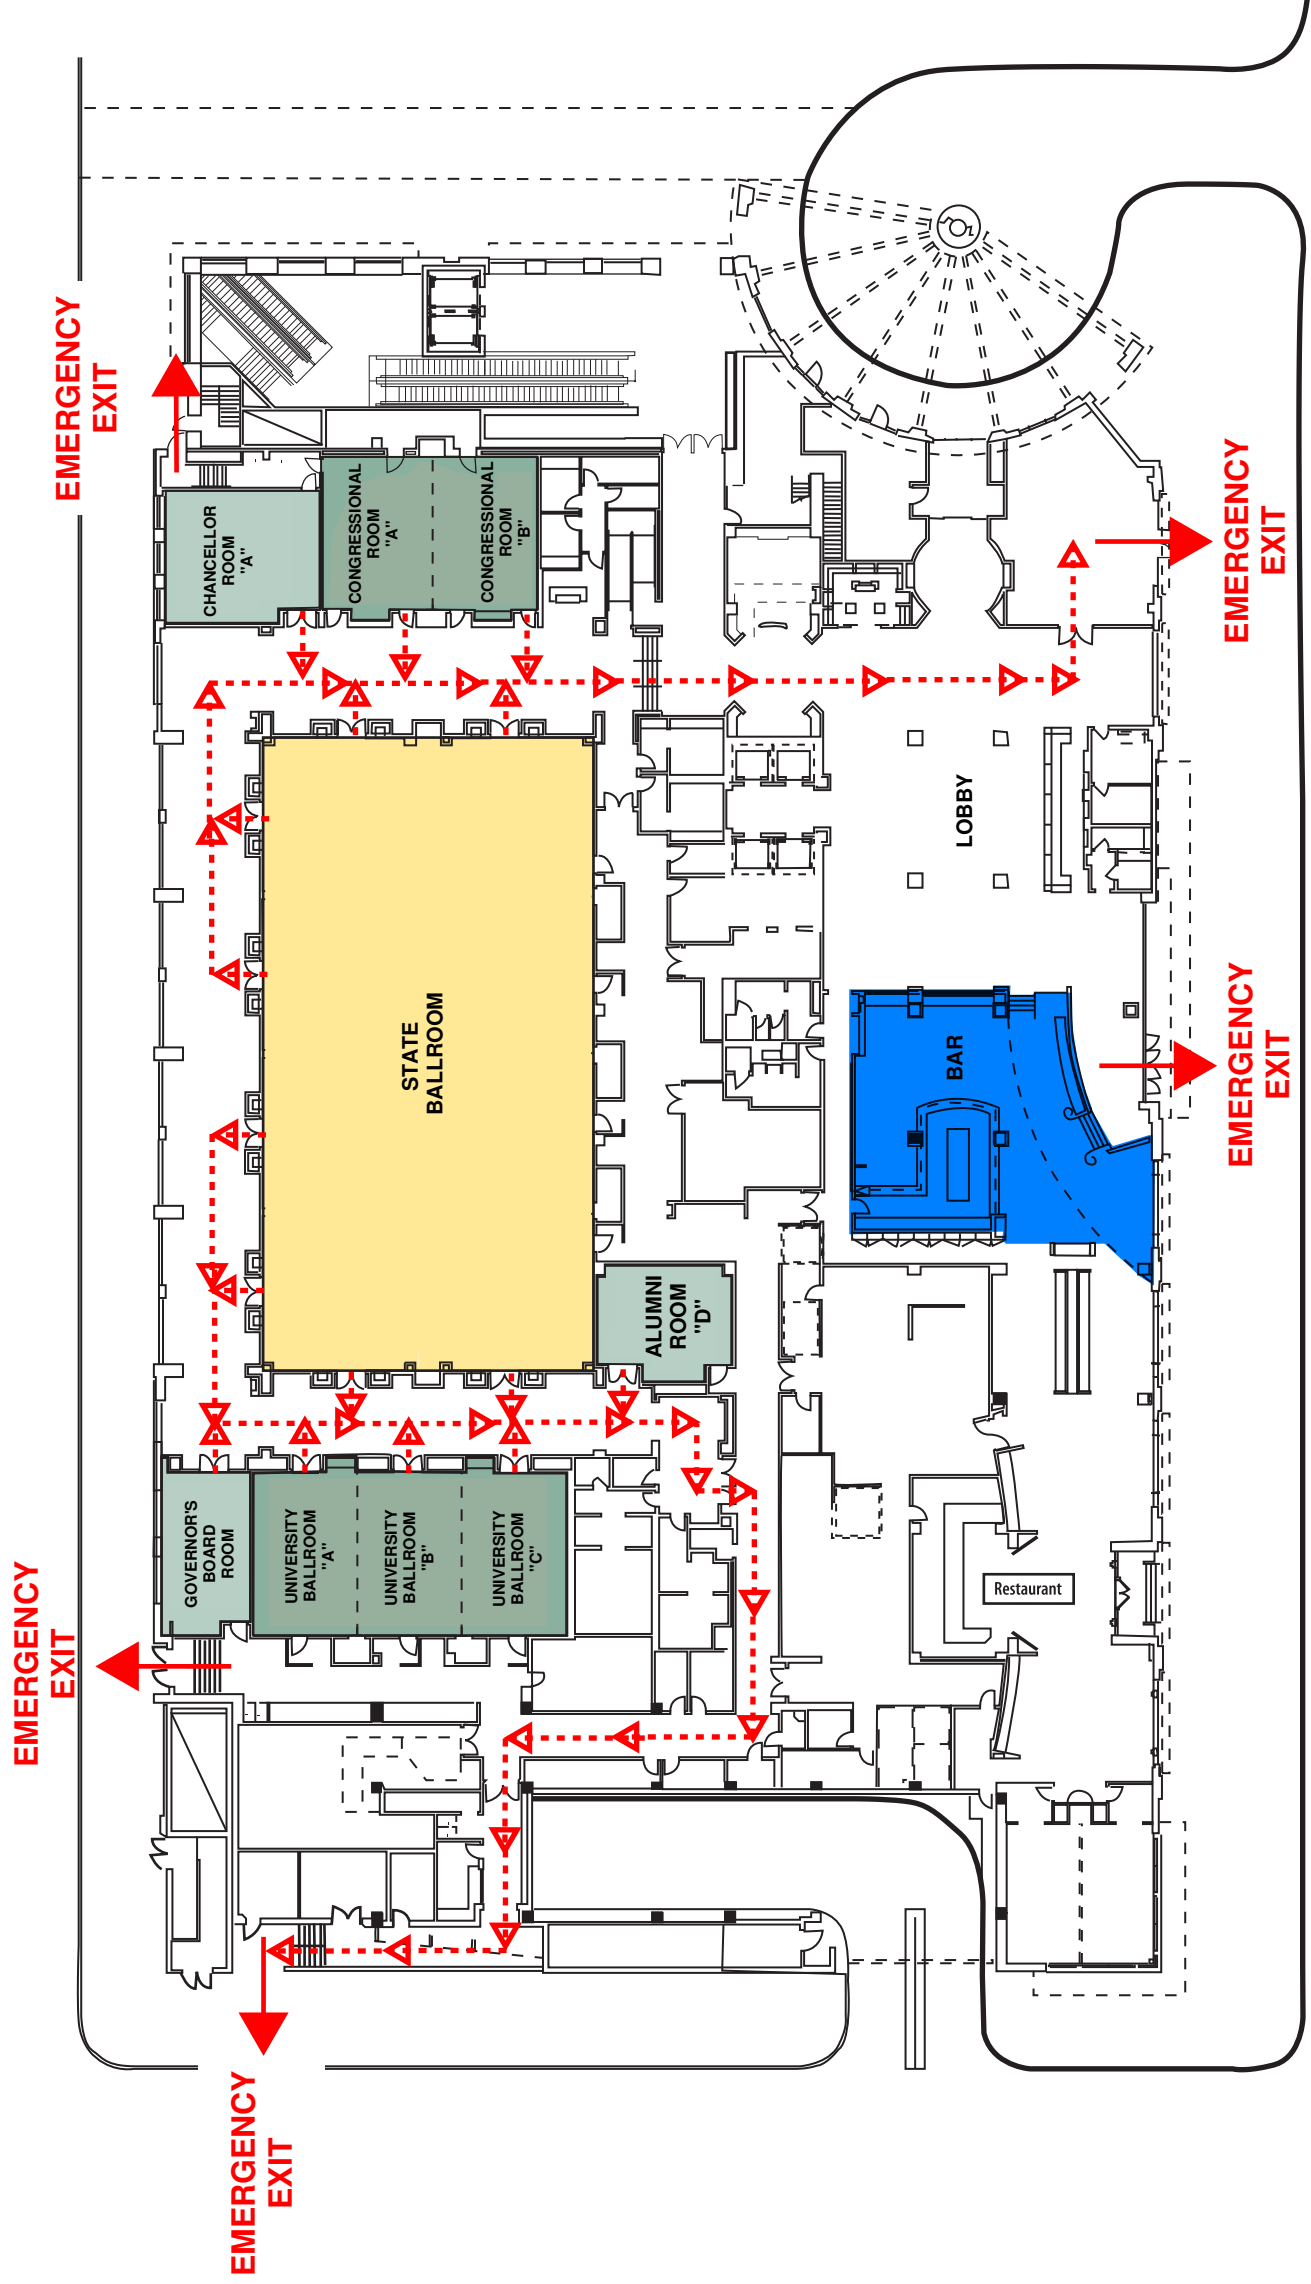 EMERGENCY
EXIT
CHANCELLOR
ROOM
"A"
CONGRESSIONAL
ROOM
"A"
CONGRESSIONAL
ROOM
"B"
EMERGENCY
EXIT
LOBBY
STATE
BALLROOM
BAR
EMERGENCY
EXIT
ALUMNI
ROOM
"D"
GOVERNOR'S
BOARD
ROOM
UNIVERSITY
BALLROOM
"A"
UNIVERSITY
BALLROOM
"B"
UNIVERSITY
BALLROOM
"C"
Restaurant
EMERGENCY
EXIT
EMERGENCY
EXIT